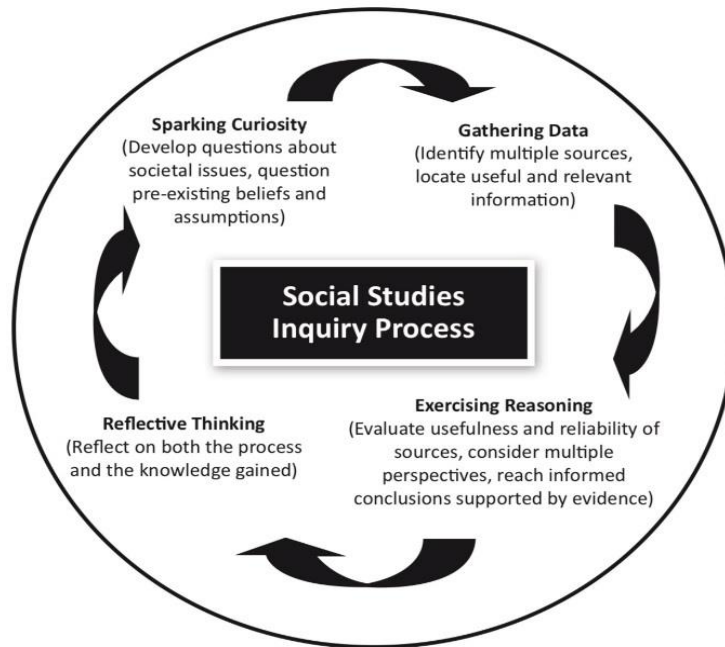 Sparking Curiosity
(Develop questions about
societal issues, question
pre-existing beliefs and
assumptions)
Gathering Data
(Identify multiple sources,
locate useful and relevant
information)
Social Studies
Inquiry Process
Exercising Reasoning
(Evaluate usefulness and reliability of
sources, consider multiple
perspectives, reach informed
conclusions supported by evidence)
Reflective Thinking
(Reflect on both the process
and the knowledge gained)